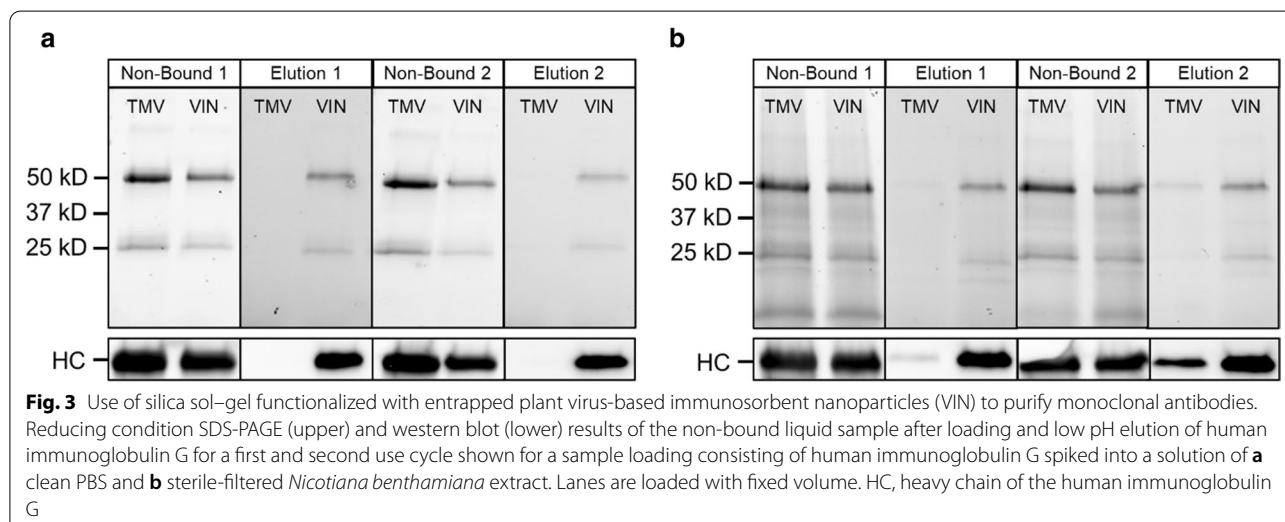 a
Non-Bound 1 Elution 1 Non-Bound 2 Elution 2
TMV VIN TMV VIN TMV VIN TMV VIN
50 kD
37 kD
25 kD
HC
b
Non-Bound 1 Elution 1 Non-Bound 2 Elution 2
TMV VIN TMV VIN TMV VIN TMV VIN
50 kD
37 kD
25 kD
HC
Fig. 3 Use of silica sol–gel functionalized with entrapped plant virus-based immunosorbent nanoparticles (VIN) to purify monoclonal antibodies.
Reducing condition SDS-PAGE (upper) and western blot (lower) results of the non-bound liquid sample after loading and low pH elution of human
immunoglobulin G for a first and second use cycle shown for a sample loading consisting of human immunoglobulin G spiked into a solution of a
clean PBS and b sterile-filtered Nicotiana benthamiana extract. Lanes are loaded with fixed volume. HC, heavy chain of the human immunoglobulin
G